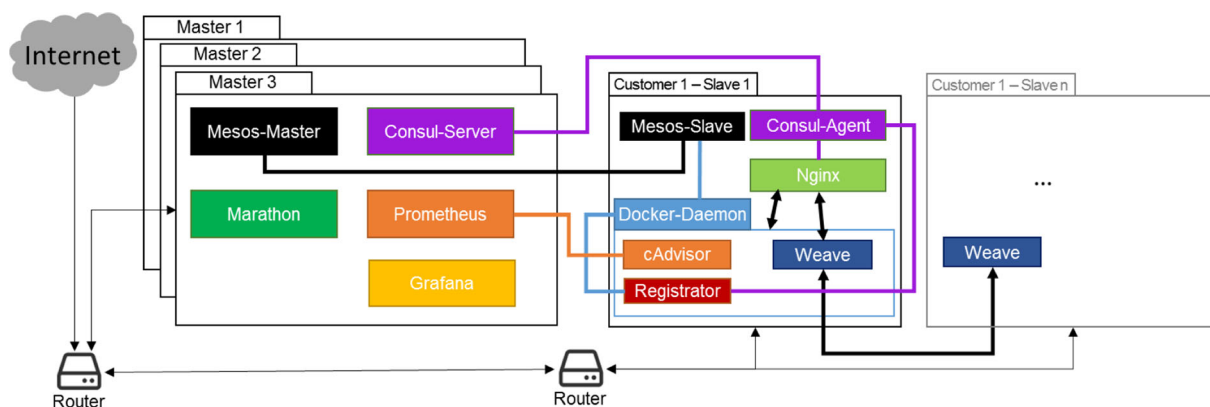 Internet
Master 1
Master 2
Master 3
Mesos-Master
Consul-Server
Marathon
Prometheus
Grafana
Customer 1 – Slave 1
Mesos-Slave
Consul-Agent
Nginx
Docker-Daemon
cAdvisor
Weave
Registrator
Customer 1 – Slave n
...
Weave
Router
Router